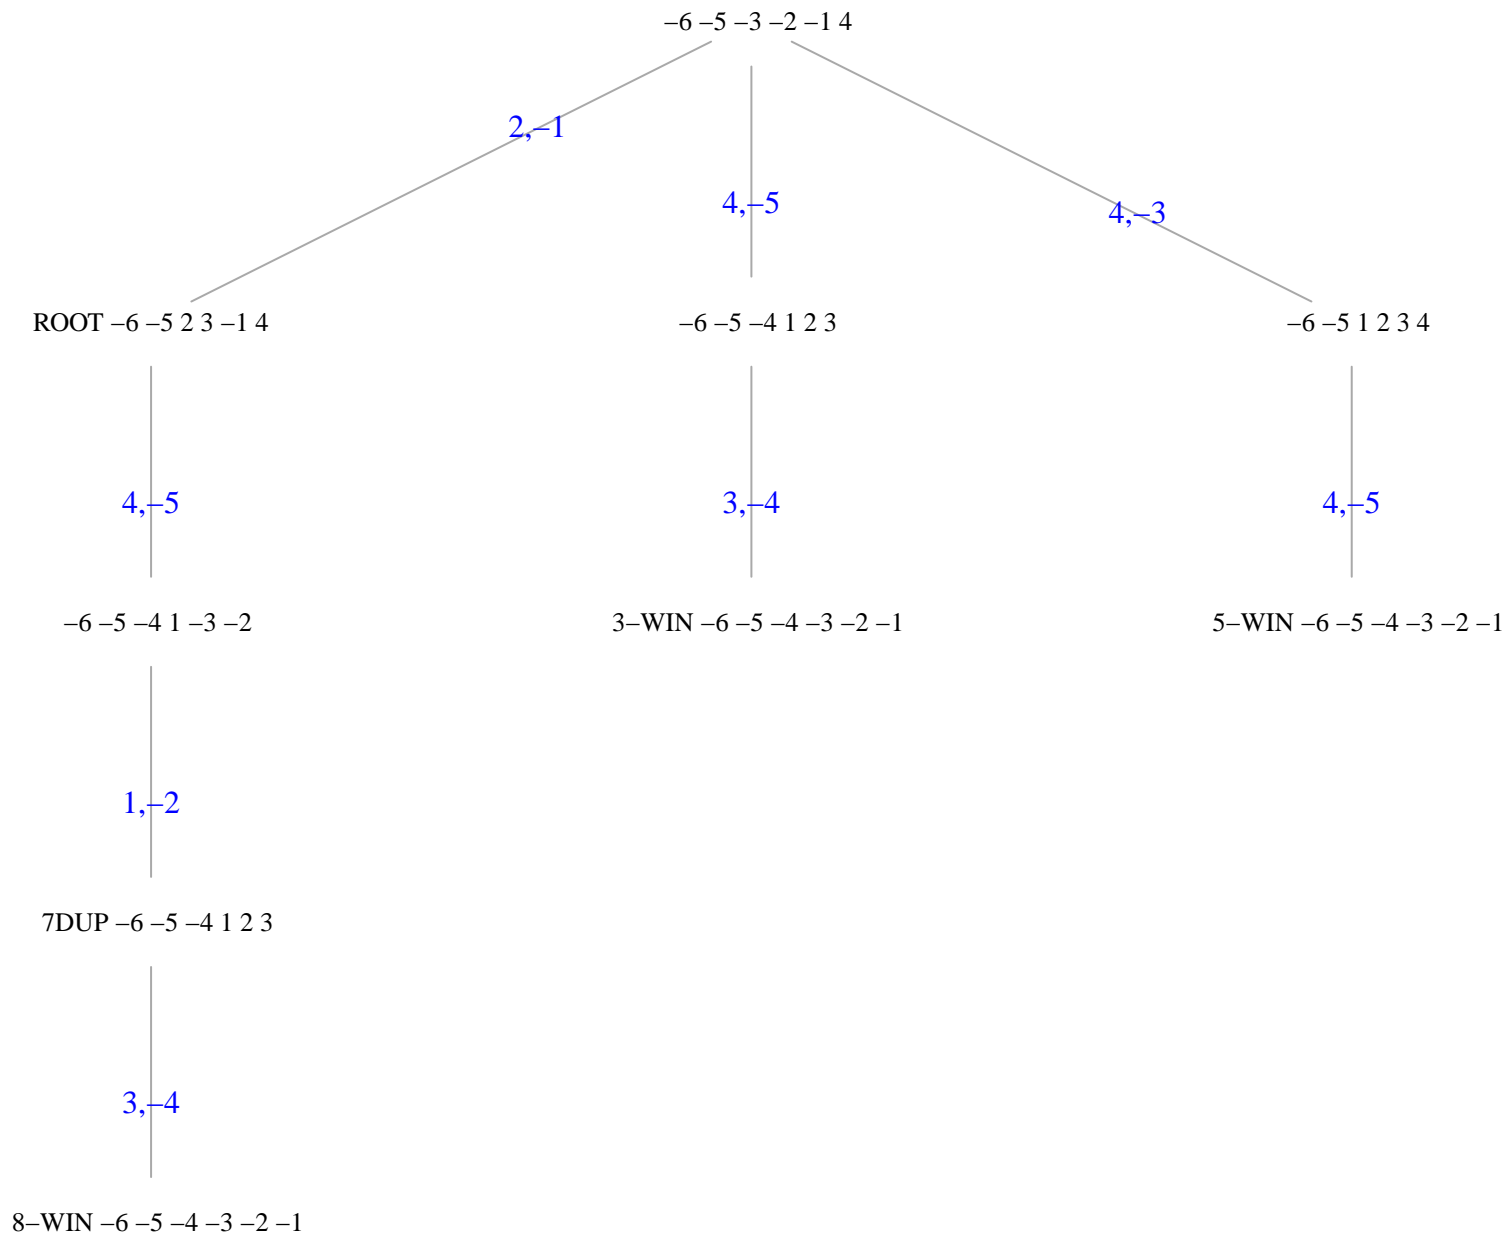 –6 –5 –3 –2 –1 4
2,–1
4,–5
4,–3
ROOT –6 –5 2 3 –1 4
–6 –5 –4 1 2 3
–6 –5 1 2 3 4
4,–5
3,–4
4,–5
–6 –5 –4 1 –3 –2
3–WIN –6 –5 –4 –3 –2 –1
5–WIN –6 –5 –4 –3 –2 –1
1,–2
7DUP –6 –5 –4 1 2 3
3,–4
8–WIN –6 –5 –4 –3 –2 –1